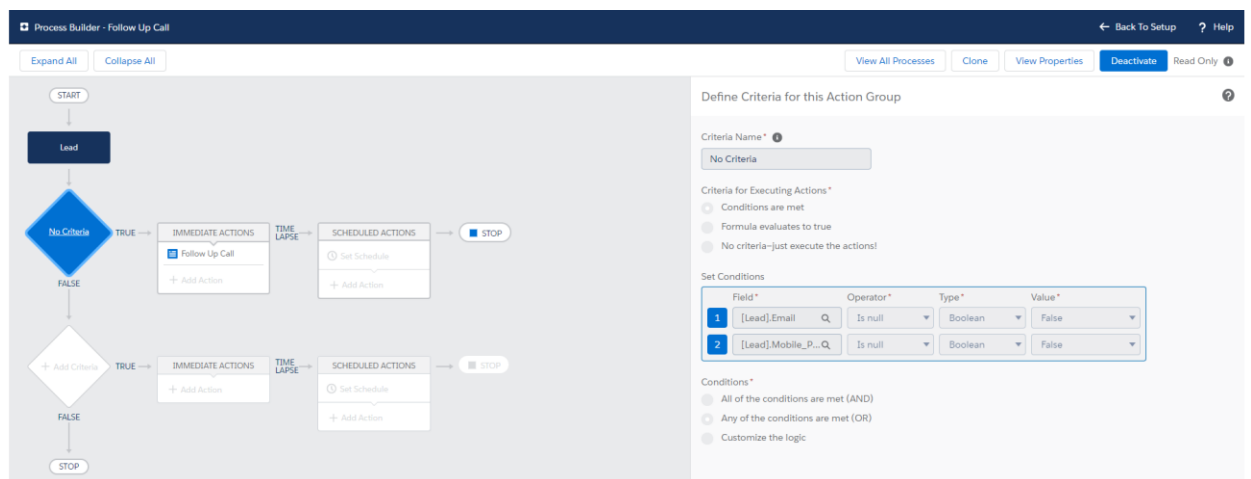 Process Builder - Follow Up Call
← Back To Setup ? Help
Expand All Collapse All View All Processes Clone View Properties Deactivate Read Only
START
Lead
No Criteria
TRUE
IMMEDIATE ACTIONS
Follow Up Call
+ Add Action
TIME LAPSE
SCHEDULED ACTIONS
Set Schedule
+ Add Action
STOP
FALSE
+ Add Criteria
TRUE
IMMEDIATE ACTIONS
+ Add Action
TIME LAPSE
SCHEDULED ACTIONS
Set Schedule
+ Add Action
STOP
FALSE
STOP
Define Criteria for this Action Group
Criteria Name*
No Criteria
Criteria for Executing Actions*
Conditions are met
Formula evaluates to true
No criteria—just execute the actions!
Set Conditions
Field* Operator* Type* Value*
1 [Lead].Email Is null Boolean False
2 [Lead].Mobile_P... Is null Boolean False
Conditions*
All of the conditions are met (AND)
Any of the conditions are met (OR)
Customize the logic